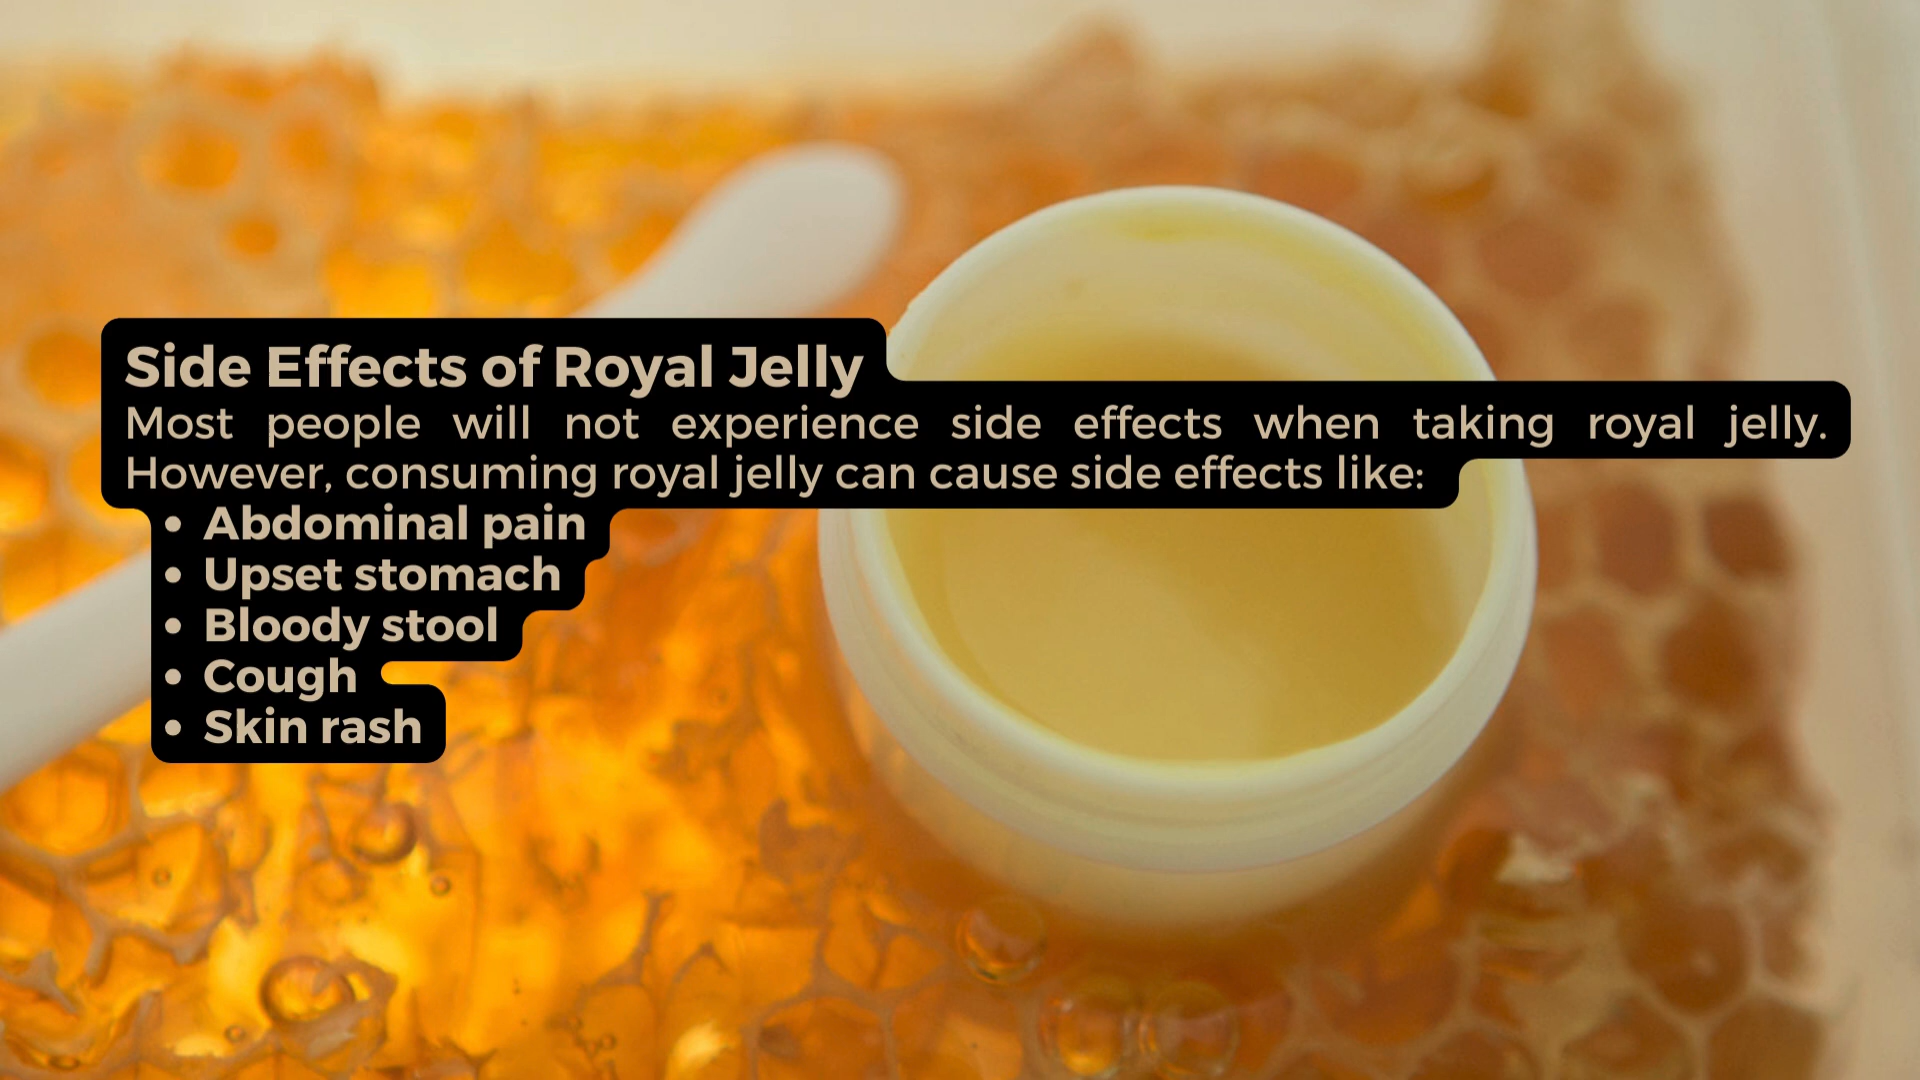 Side Effects of Royal Jelly
Most people will not experience side effects when taking royal jelly.
However, consuming royal jelly can cause side effects like:
• Abdominal pain
• Upset stomach
• Bloody stool
• Cough
• Skin rash